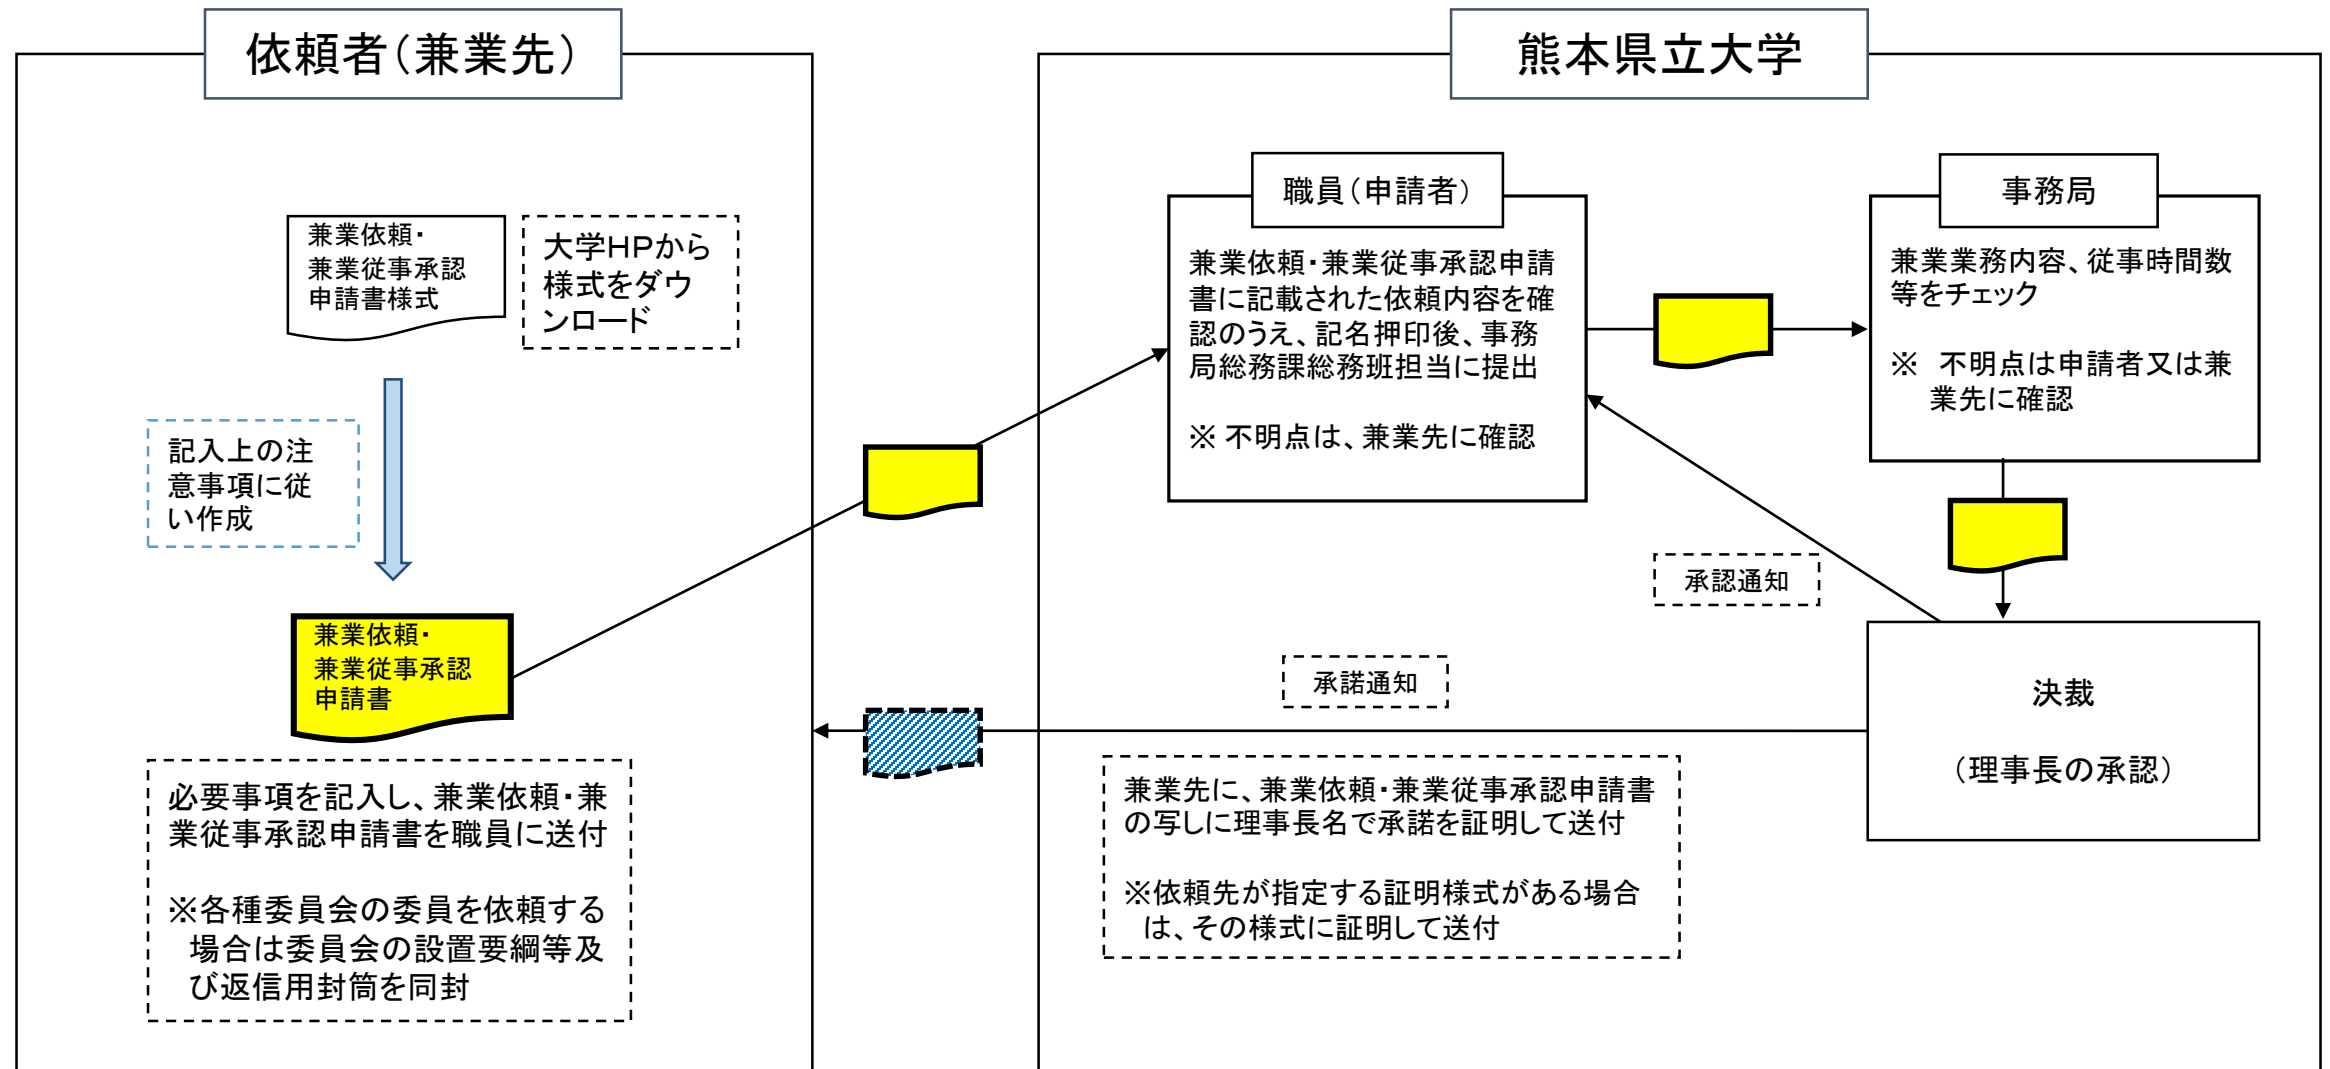 依頼者（兼業先）
兼業依頼・
兼業従事承認
申請書様式
大学HPから
様式をダウ
ンロード
記入上の注
意事項に従
い作成
兼業依頼・
兼業従事承認
申請書
必要事項を記入し、兼業依頼・兼
業従事承認申請書を職員に送付
※各種委員会の委員を依頼する
場合は委員会の設置要綱等及
び返信用封筒を同封
熊本県立大学
職員（申請者）
兼業依頼・兼業従事承認申請
書に記載された依頼内容を確
認のうえ、記名押印後、事務
局総務課総務班担当に提出
※ 不明点は、兼業先に確認
事務局
兼業業務内容、従事時間数
等をチェック
※ 不明点は申請者又は兼
業先に確認
承認通知
承諾通知
決裁
（理事長の承認）
兼業先に、兼業依頼・兼業従事承認申請書
の写しに理事長名で承諾を証明して送付
※依頼先が指定する証明様式がある場合
は、その様式に証明して送付